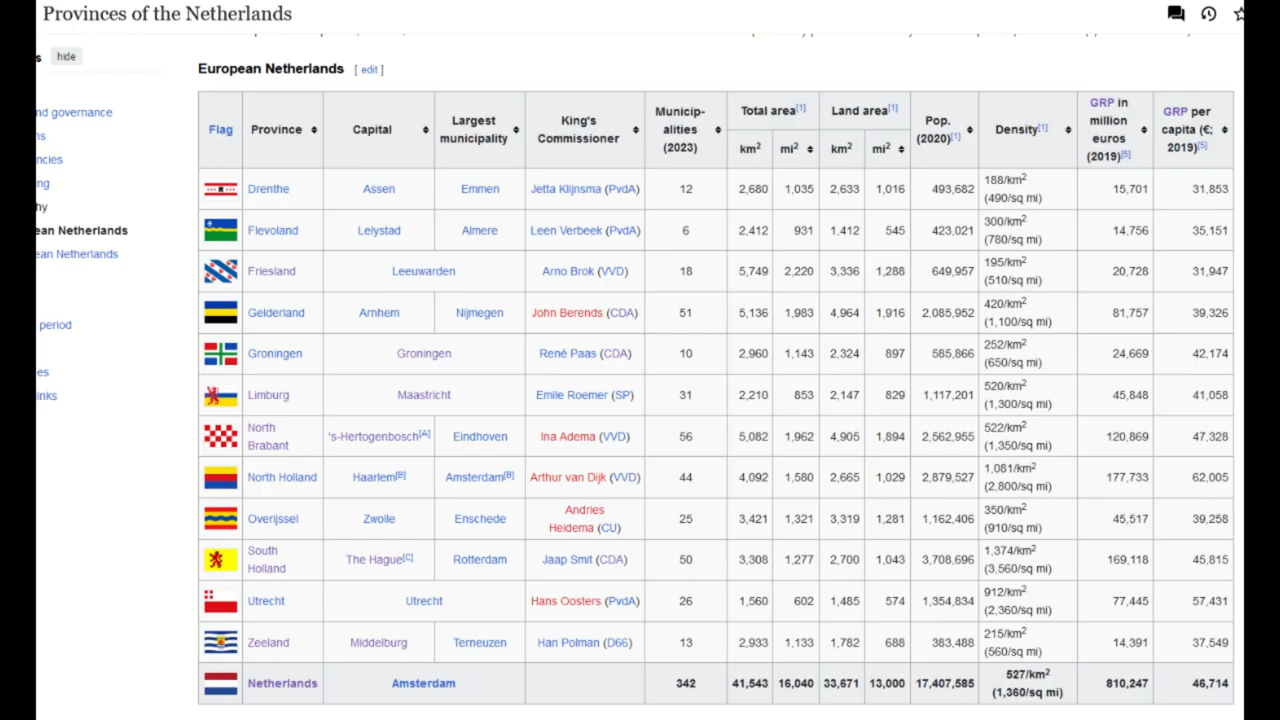 Provinces of the Netherlands
s hide
European Netherlands [ edit ]
nd governance
ns
ncies
ng
hy
ean Netherlands
ean Netherlands
period
es
inks
Flag Province Capital Largest municipality King's Commissioner Municip-alities (2023) Total area[1] Land area[1] Pop. (2020)[1] Density[1] GRP in million euros (2019)[5] GRP per capita (€; 2019)[5]
km2 mi2 km2 mi2
Drenthe Assen Emmen Jetta Klijnsma (PvdA) 12 2,680 1,035 2,633 1,016 493,682 188/km2 (490/sq mi) 15,701 31,853
Flevoland Lelystad Almere Leen Verbeek (PvdA) 6 2,412 931 1,412 545 423,021 300/km2 (780/sq mi) 14,756 35,151
Friesland Leeuwarden Arno Brok (VVD) 18 5,749 2,220 3,336 1,288 649,957 195/km2 (510/sq mi) 20,728 31,947
Gelderland Arnhem Nijmegen John Berends (CDA) 51 5,136 1,983 4,964 1,916 2,085,952 420/km2 (1,100/sq mi) 81,757 39,326
Groningen Groningen René Paas (CDA) 10 2,960 1,143 2,324 897 585,866 252/km2 (650/sq mi) 24,669 42,174
Limburg Maastricht Emile Roemer (SP) 31 2,210 853 2,147 829 1,117,201 520/km2 (1,300/sq mi) 45,848 41,058
North Brabant 's-Hertogenbosch[A] Eindhoven Ina Adema (VVD) 56 5,082 1,962 4,905 1,894 2,562,955 522/km2 (1,350/sq mi) 120,869 47,328
North Holland Haarlem[B] Amsterdam[B] Arthur van Dijk (VVD) 44 4,092 1,580 2,665 1,029 2,879,527 1,081/km2 (2,800/sq mi) 177,733 62,005
Overijssel Zwolle Enschede Andries Heidema (CU) 25 3,421 1,321 3,319 1,281 1,162,406 350/km2 (910/sq mi) 45,517 39,258
South Holland The Hague[C] Rotterdam Jaap Smit (CDA) 50 3,308 1,277 2,700 1,043 3,708,696 1,374/km2 (3,560/sq mi) 169,118 45,815
Utrecht Utrecht Hans Oosters (PvdA) 26 1,560 602 1,485 574 1,354,834 912/km2 (2,360/sq mi) 77,445 57,431
Zeeland Middelburg Terneuzen Han Polman (D66) 13 2,933 1,133 1,782 688 383,488 215/km2 (560/sq mi) 14,391 37,549
Netherlands Amsterdam 342 41,543 16,040 33,671 13,000 17,407,585 527/km2 (1,360/sq mi) 810,247 46,714